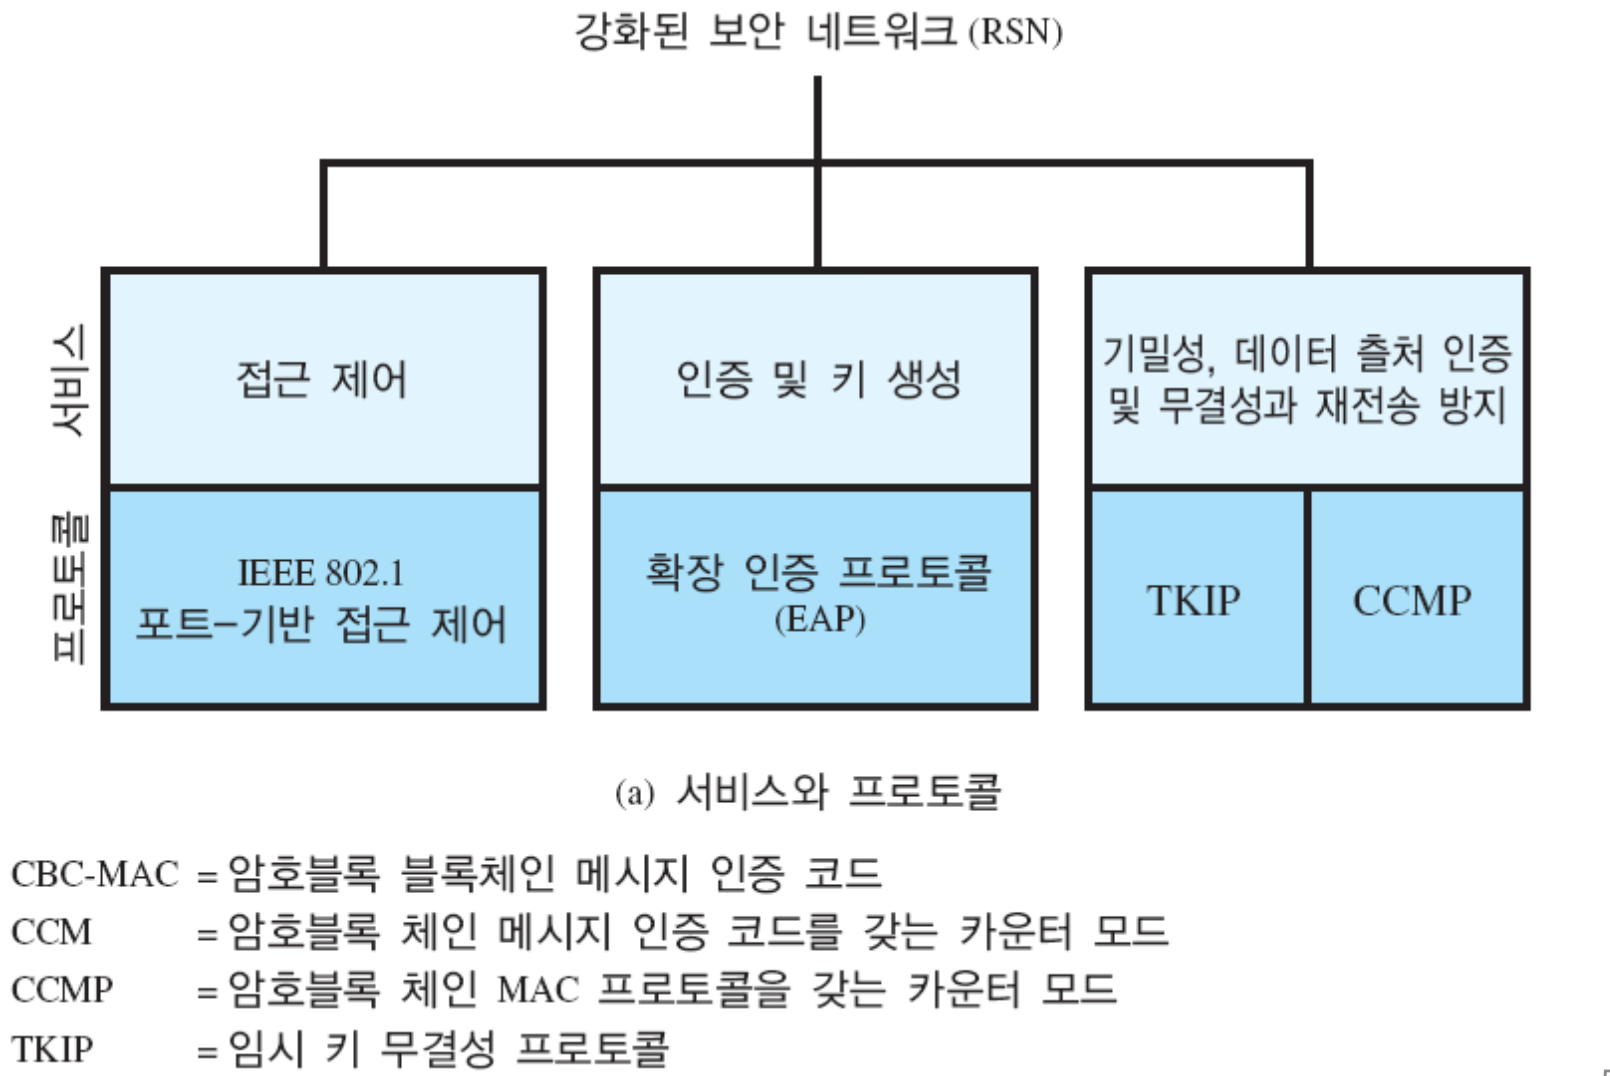 강화된 보안 네트워크 (RSN)
서비스
접근 제어
인증 및 키 생성
기밀성, 데이터 츨처 인증
및 무결성과 재전송 방지
프로토콜
IEEE 802.1
포트-기반 접근 제어
확장 인증 프로토콜
(EAP)
TKIP
CCMP
(a) 서비스와 프로토콜
CBC-MAC = 암호블록 블록체인 메시지 인증 코드
CCM = 암호블록 체인 메시지 인증 코드를 갖는 카운터 모드
CCMP = 암호블록 체인 MAC 프로토콜을 갖는 카운터 모드
TKIP = 임시 키 무결성 프로토콜